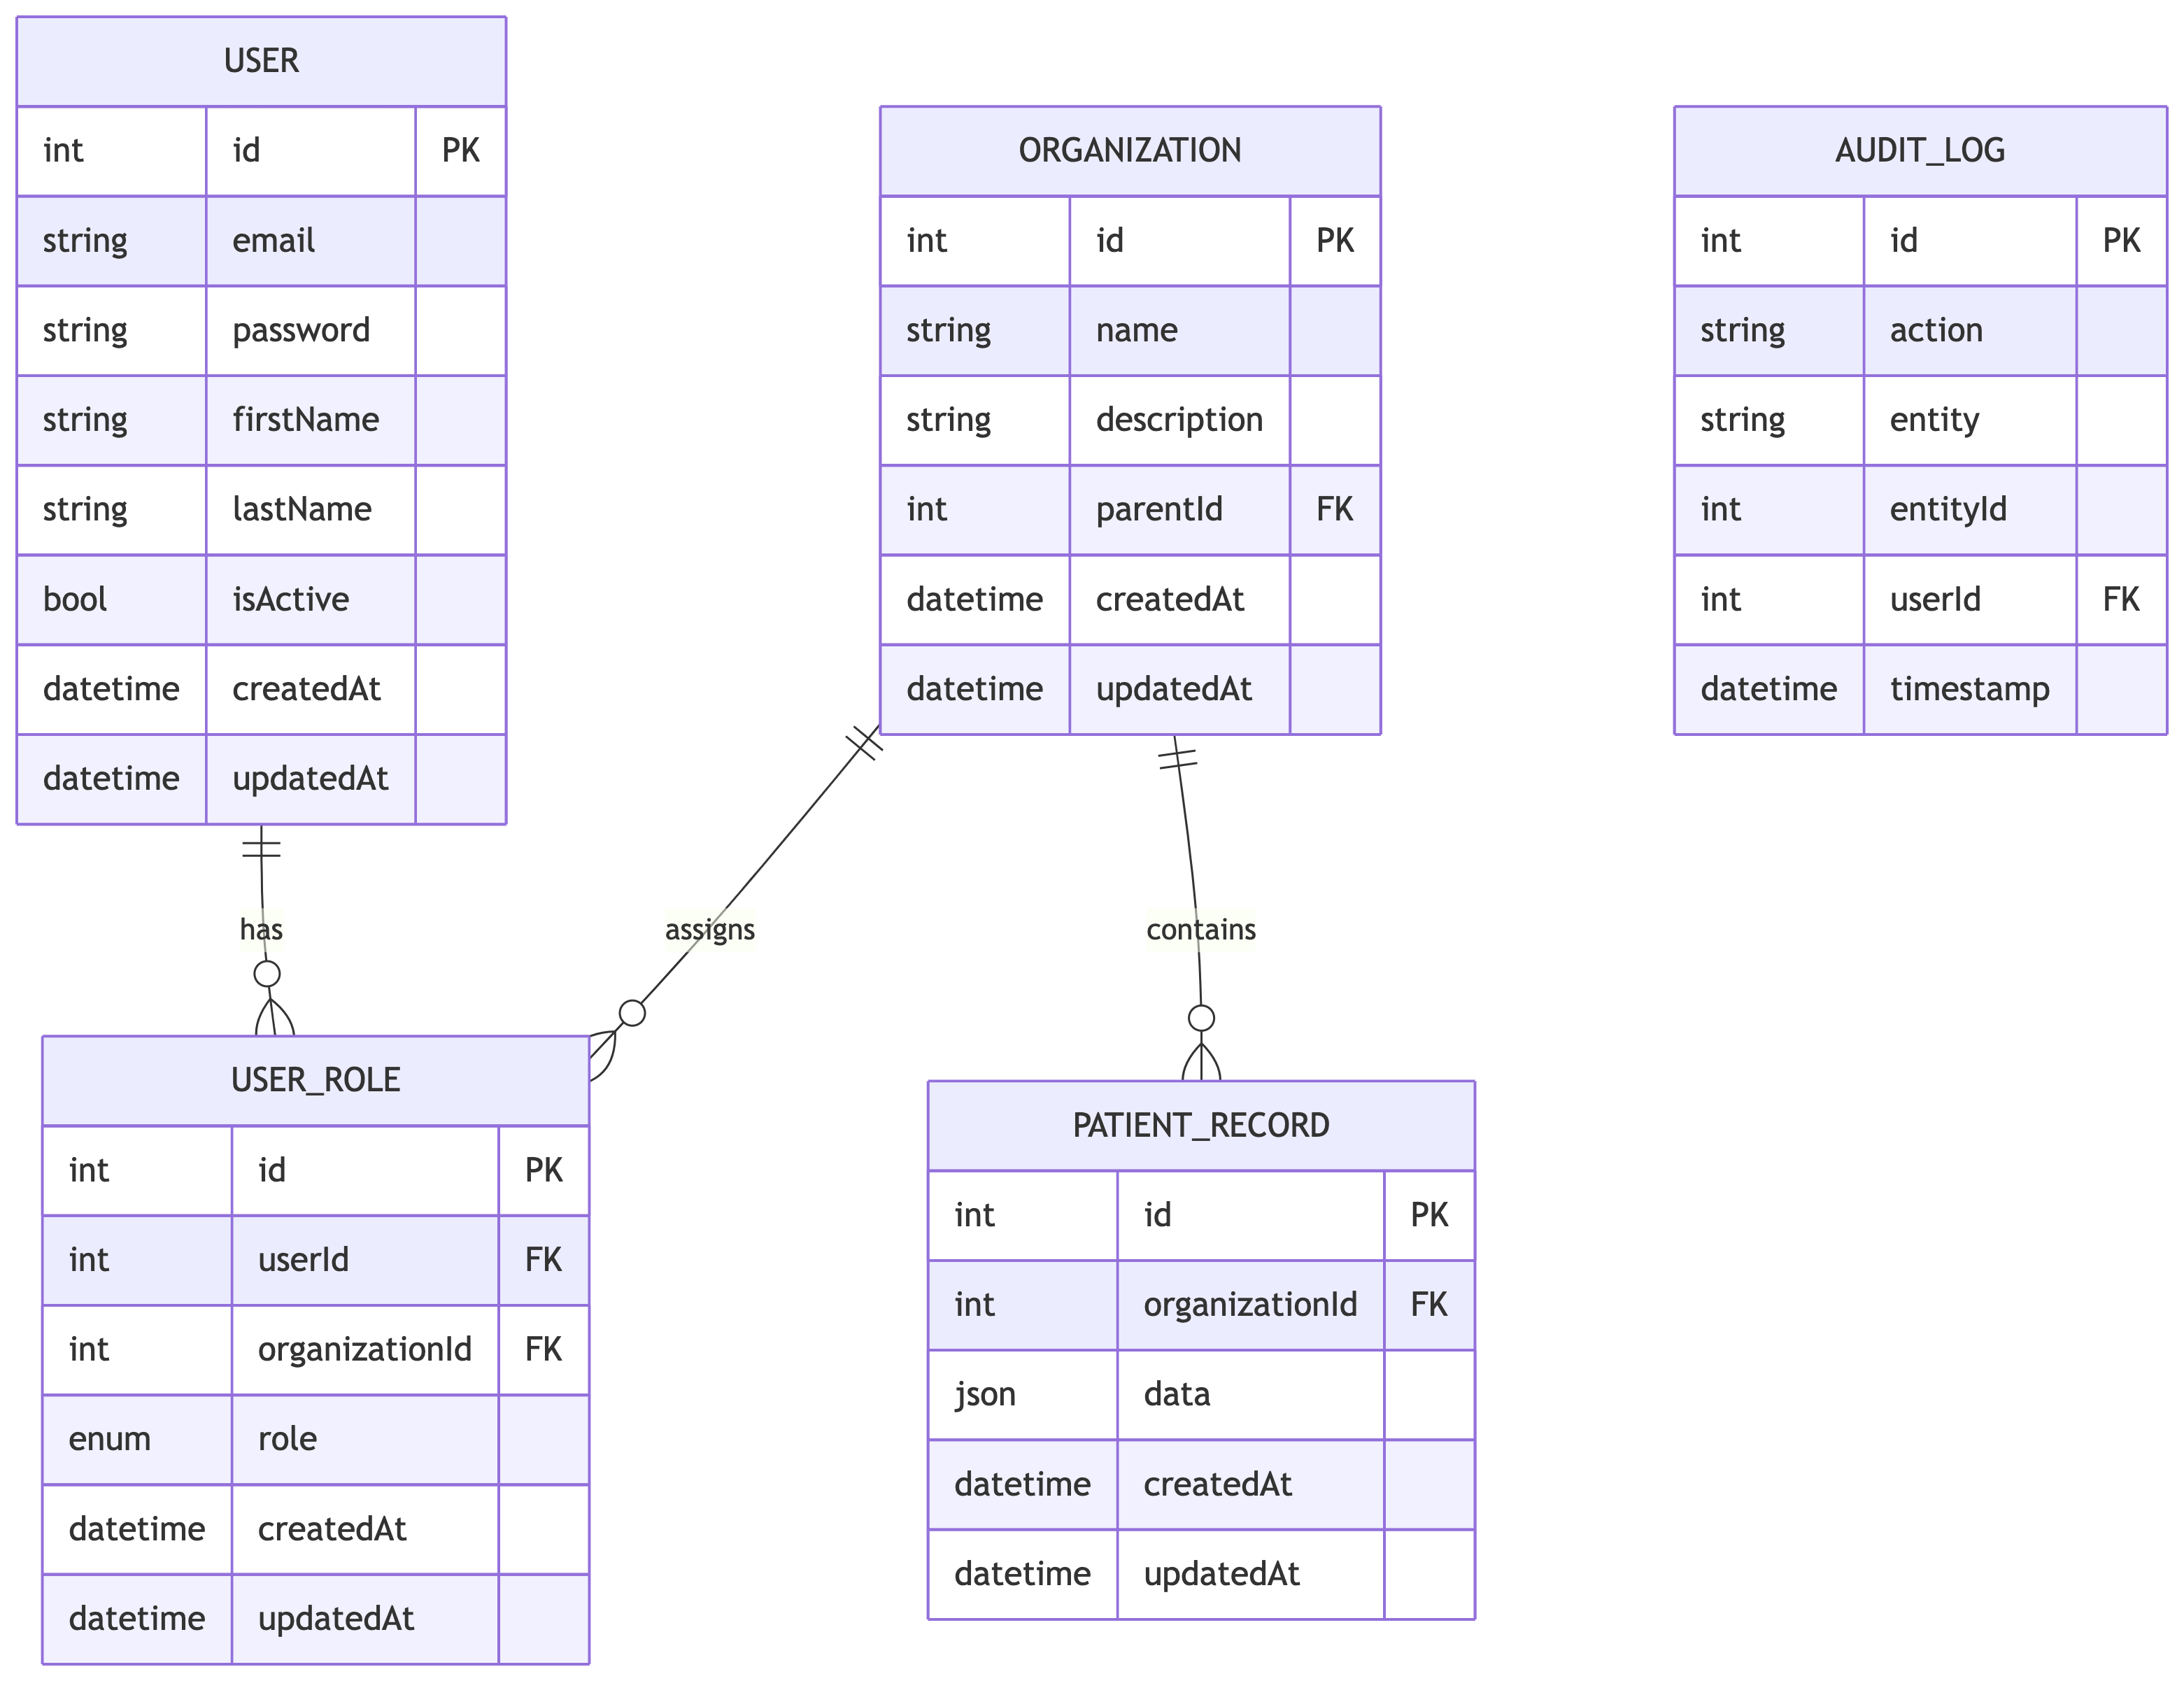 USER
int id PK
string email
string password
string firstName
string lastName
bool isActive
datetime createdAt
datetime updatedAt
ORGANIZATION
int id PK
string name
string description
int parentId FK
datetime createdAt
datetime updatedAt
AUDIT_LOG
int id PK
string action
string entity
int entityId
int userId FK
datetime timestamp
has
assigns
contains
USER_ROLE
int id PK
int userId FK
int organizationId FK
enum role
datetime createdAt
datetime updatedAt
PATIENT_RECORD
int id PK
int organizationId FK
json data
datetime createdAt
datetime updatedAt